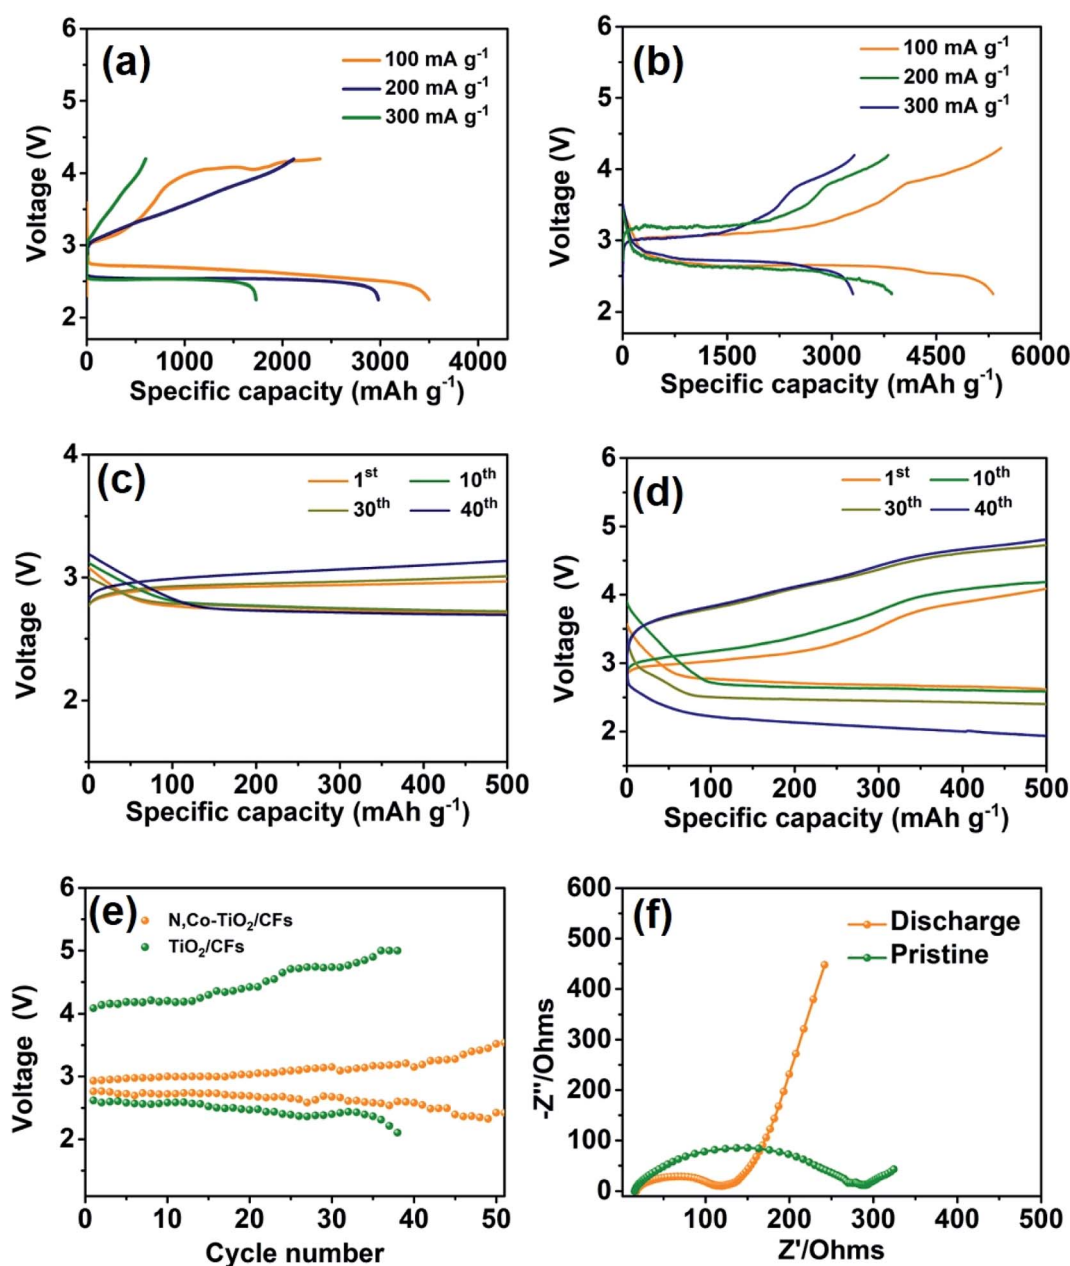 (a)
100 mA g⁻¹
200 mA g⁻¹
300 mA g⁻¹
6
5
4
3
2
Voltage (V)
0 1000 2000 3000 4000
Specific capacity (mAh g⁻¹)
(b)
100 mA g⁻¹
200 mA g⁻¹
300 mA g⁻¹
6
5
4
3
2
Voltage (V)
0 1500 3000 4500 6000
Specific capacity (mAh g⁻¹)
(c)
1ˢᵗ 10ᵗʰ
30ᵗʰ 40ᵗʰ
4
3
2
Voltage (V)
0 100 200 300 400 500
Specific capacity (mAh g⁻¹)
(d)
1ˢᵗ 10ᵗʰ
30ᵗʰ 40ᵗʰ
6
5
4
3
2
Voltage (V)
0 100 200 300 400 500
Specific capacity (mAh g⁻¹)
(e)
N,Co-TiO₂/CFs
TiO₂/CFs
6
5
4
3
2
Voltage (V)
0 10 20 30 40 50
Cycle number
(f)
Discharge
Pristine
600
500
400
300
200
100
0
-Z''/Ohms
100 200 300 400 500
Z'/Ohms